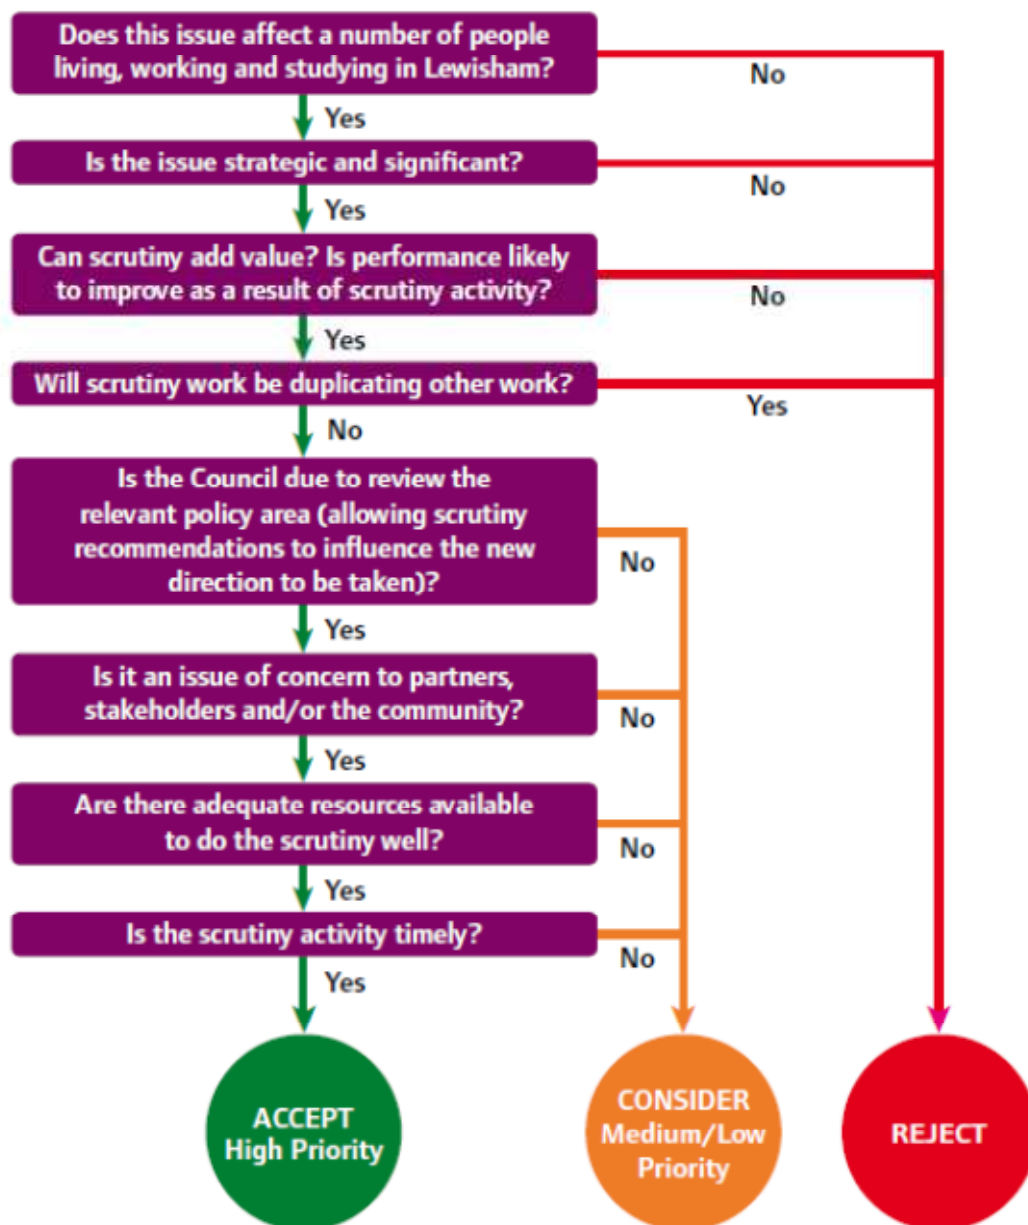 Does this issue affect a number of people
living, working and studying in Lewisham?
No
Yes
Is the issue strategic and significant?
No
Yes
Can scrutiny add value? Is performance likely
to improve as a result of scrutiny activity?
No
Yes
Will scrutiny work be duplicating other work?
Yes
No
Is the Council due to review the
relevant policy area (allowing scrutiny
recommendations to influence the new
direction to be taken)?
No
Yes
Is it an issue of concern to partners,
stakeholders and/or the community?
No
Yes
Are there adequate resources available
to do the scrutiny well?
No
Yes
Is the scrutiny activity timely?
No
Yes
ACCEPT
High Priority
CONSIDER
Medium/Low
Priority
REJECT